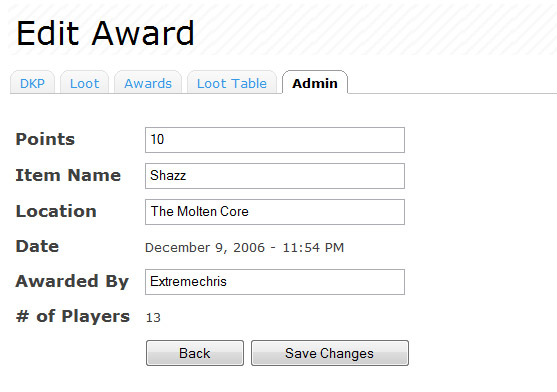 Edit Award
DKP Loot Awards Loot Table Admin
Points 10
Item Name Shazz
Location The Molten Core
Date December 9, 2006 - 11:54 PM
Awarded By Extremechris
# of Players 13
Back Save Changes